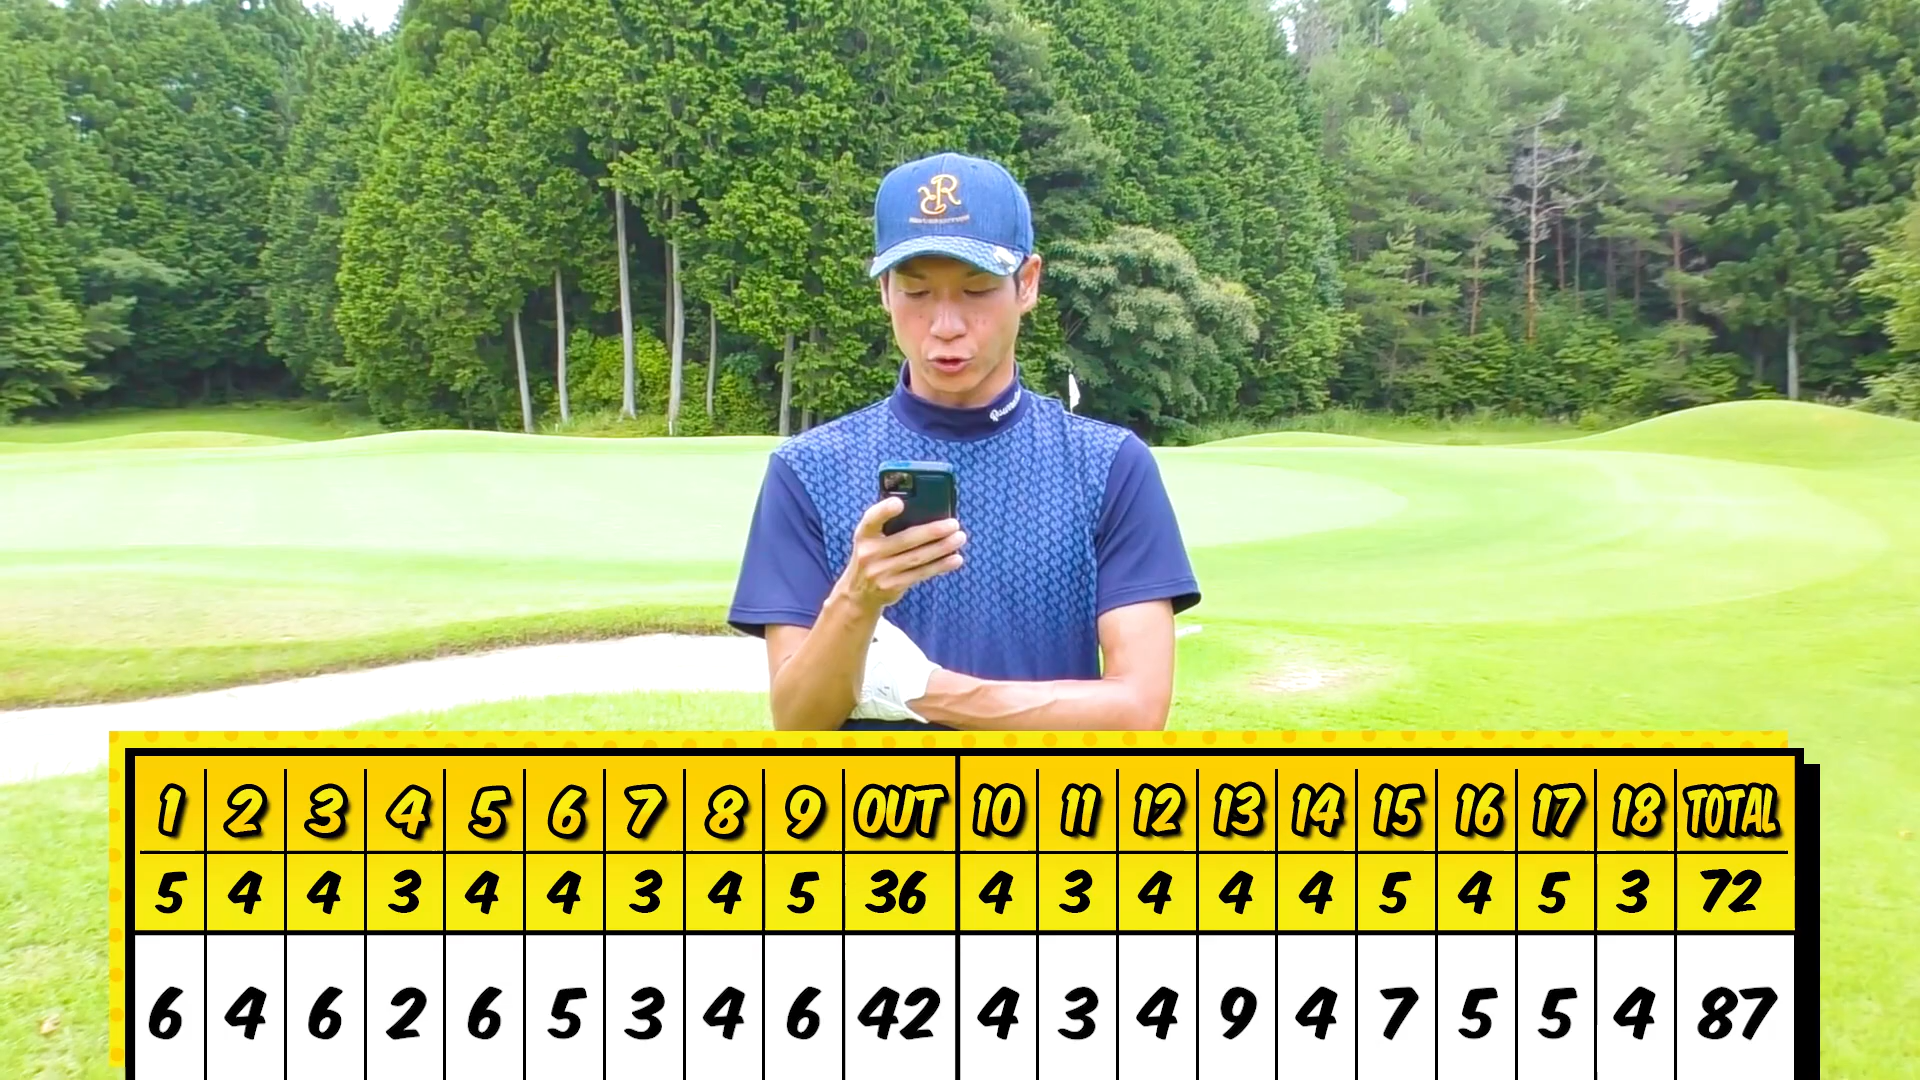 R
1 2 3 4 5 6 7 8 9 OUT 10 11 12 13 14 15 16 17 18 TOTAL
5 4 4 3 4 4 3 4 5 36 4 3 4 4 4 5 4 5 3 72
6 4 6 2 6 5 3 4 6 42 4 3 4 9 4 7 5 5 4 87